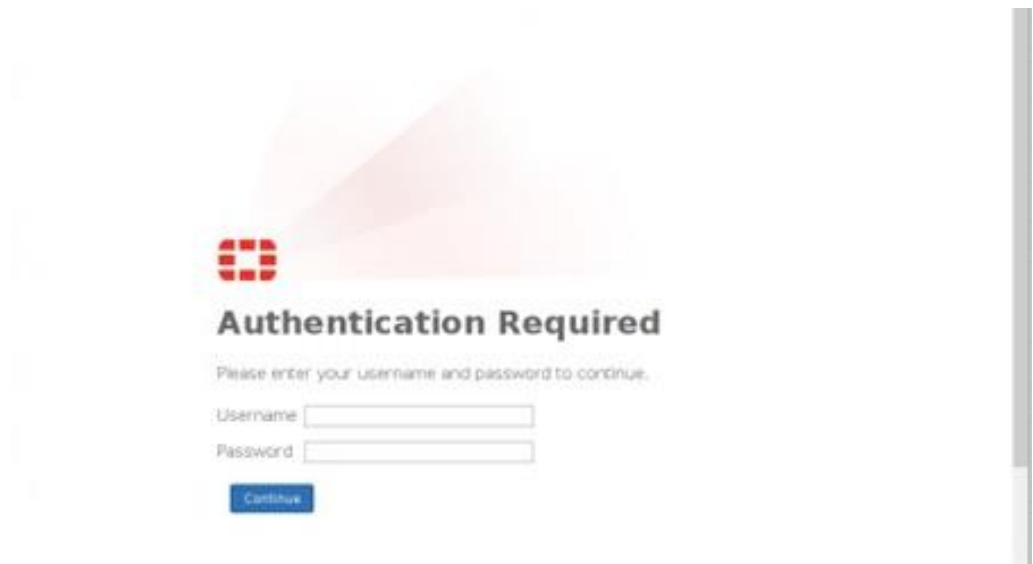 Authentication Required
Please enter your username and password to continue.
Username
Password
Continue